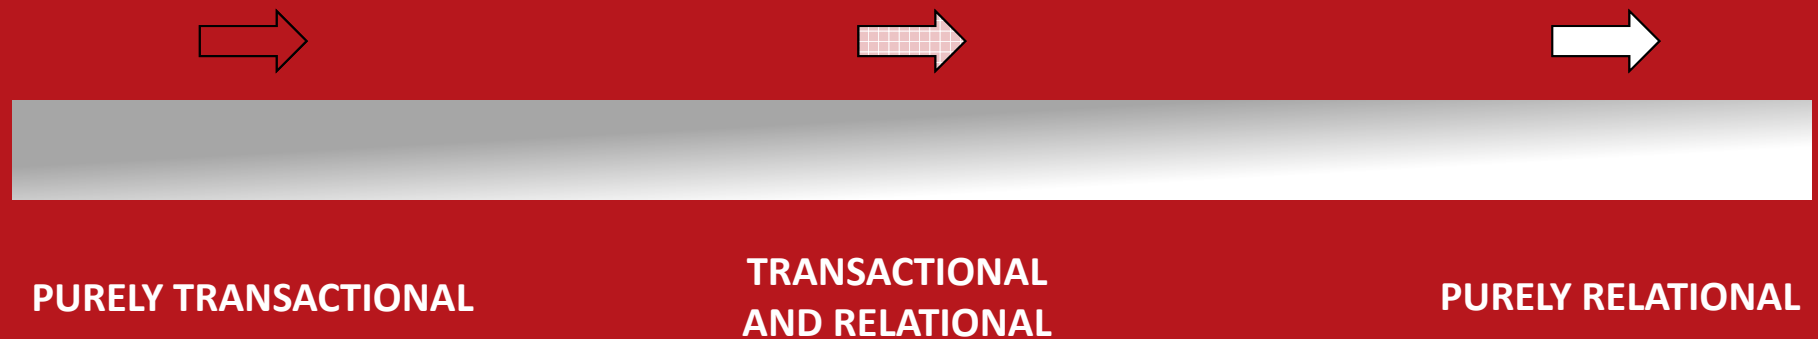 PURELY TRANSACTIONAL
TRANSACTIONAL
AND RELATIONAL
PURELY RELATIONAL